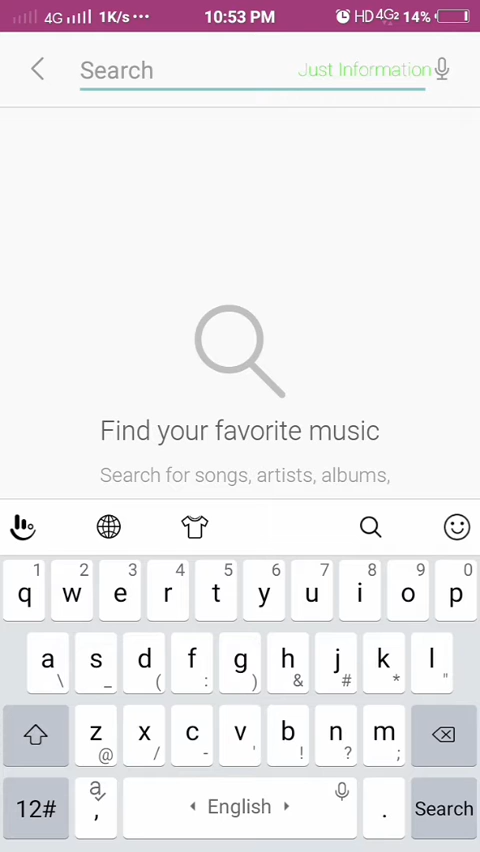 4G 1K/s ••• 10:53 PM HD 4G2 14%
Search Just Information
Find your favorite music
Search for songs, artists, albums,
1 2 3 4 5 6 7 8 9 0
q w e r t y u i o p
a s d f g h j k l
\ _ ( : ) & # * "
z x c v b n m
@ / - ' ! ? ;
12# a , English . Search